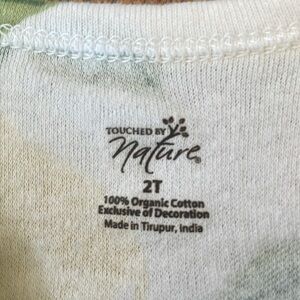 TOUCHED BY
Nature®
2T
100% Organic Cotton
Exclusive of Decoration
Made in Tirupur, India